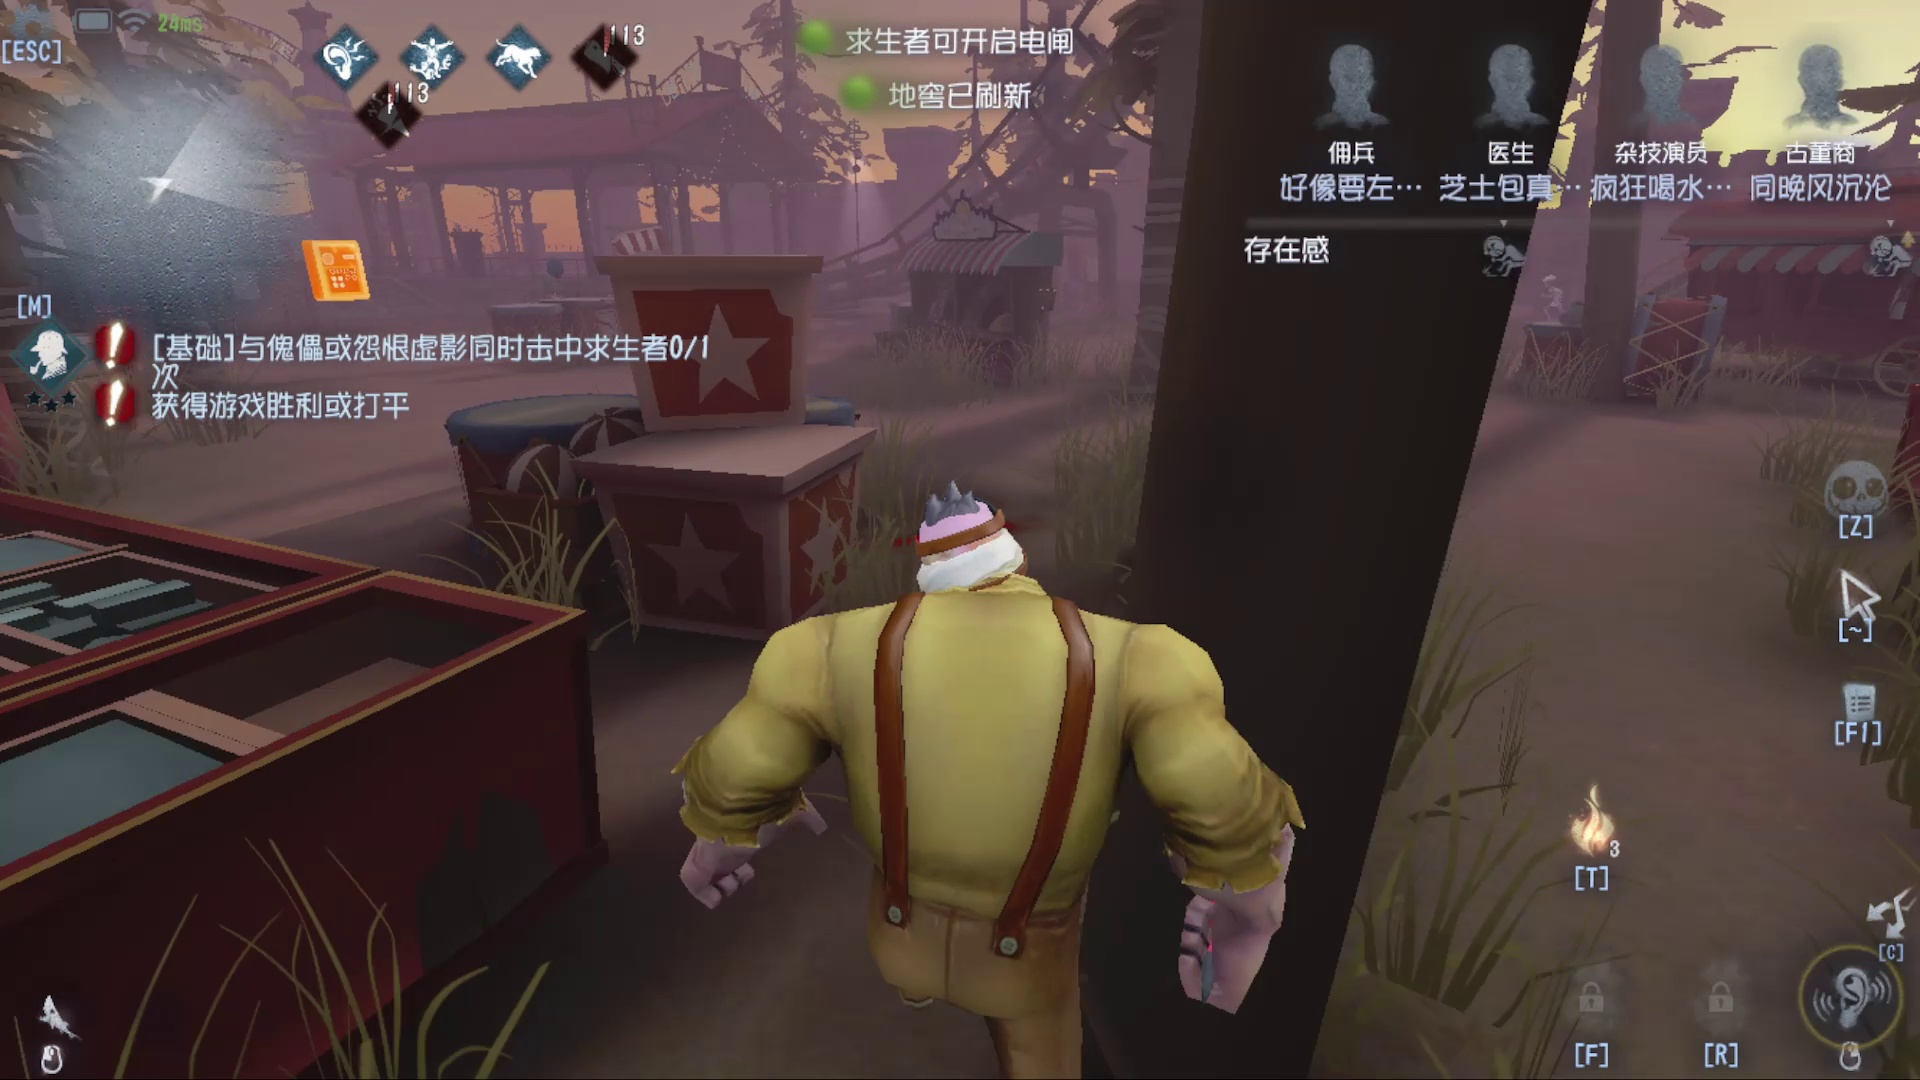 24ms
[ESC]
113
113
求生者可开启电闸
地窖已刷新
佣兵
医生
杂技演员
古董商
好像要左…
芝士包真…
疯狂喝水…
同晚风沉沦
存在感
[M]
[基础]与傀儡或怨恨虚影同时击中求生者0/1
次
获得游戏胜利或打平
[Z]
[~]
[F1]
3
[T]
[C]
[F]
[R]